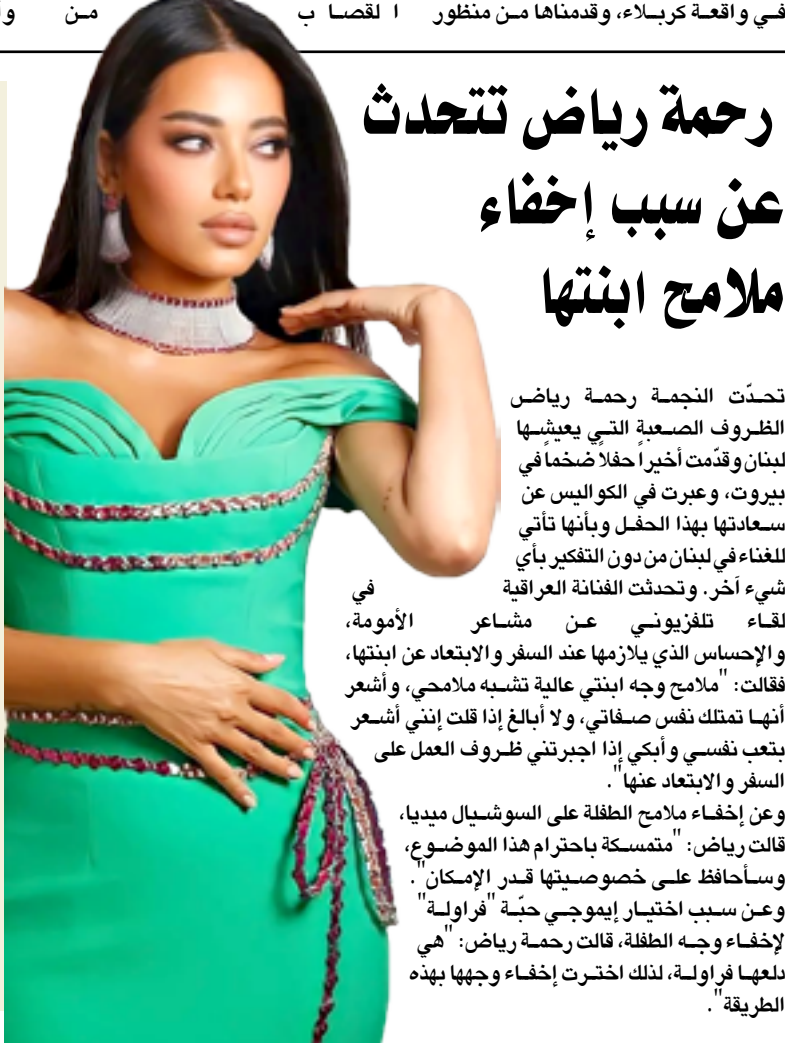 في واقعة كربلاء، وقدمناها من منظور القصاب من و
رحمة رياض تتحدث
عن سبب إخفاء
ملامح ابنتها
تحدّت النجمة رحمة رياض
الظروف الصعبة التي يعيشها
لبنان وقدّمت أخيراً حفلاً ضخماً في
بيروت، وعبرت في الكواليس عن
سعادتها بهذا الحفل وبأنها تأتي
للغناء في لبنان من دون التفكير بأي
شيء آخر. وتحدثت الفنانة العراقية في
لقاء تلفزيوني عن مشاعر الأمومة،
والإحساس الذي يلازمها عند السفر والابتعاد عن ابنتها،
فقالت: "ملامح وجه ابنتي عالية تشبه ملامحي، وأشعر
أنها تمتلك نفس صفاتي، ولا أبالغ إذا قلت إنني أشعر
بتعب نفسي وأبكي إذا اجبرتني ظروف العمل على
السفر والابتعاد عنها".
وعن إخفاء ملامح الطفلة على السوشيال ميديا،
قالت رياض: "متمسكة باحترام هذا الموضوع،
وسأحافظ على خصوصيتها قدر الإمكان".
وعن سبب اختيار إيموجي حبّة "فراولة"
لإخفاء وجه الطفلة، قالت رحمة رياض: "هي
دلعها فراولة، لذلك اخترت إخفاء وجهها بهذه
الطريقة".